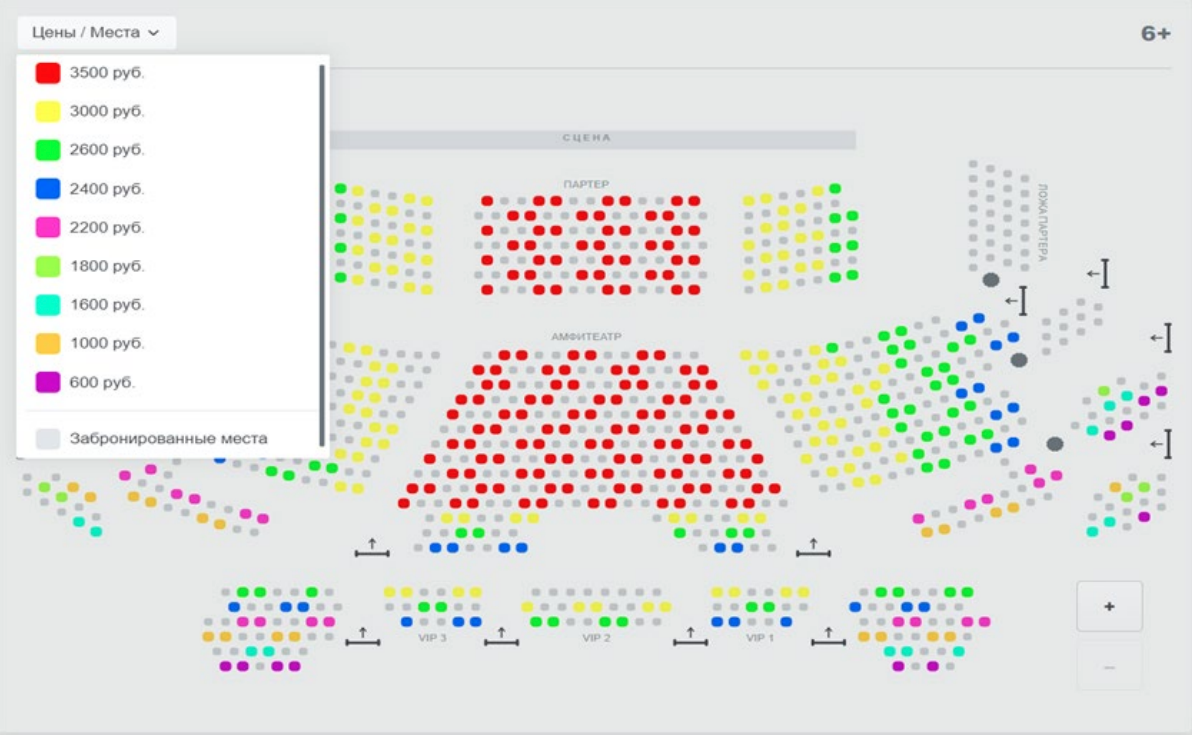 Цены / Места
6+
3500 руб.
3000 руб.
2600 руб.
2400 руб.
2200 руб.
1800 руб.
1600 руб.
1000 руб.
600 руб.
Забронированные места
СЦЕНА
ПАРТЕР
ЛОЖА ПАРТЕРА
АМФИТЕАТР
VIP 3
VIP 2
VIP 1
+
−